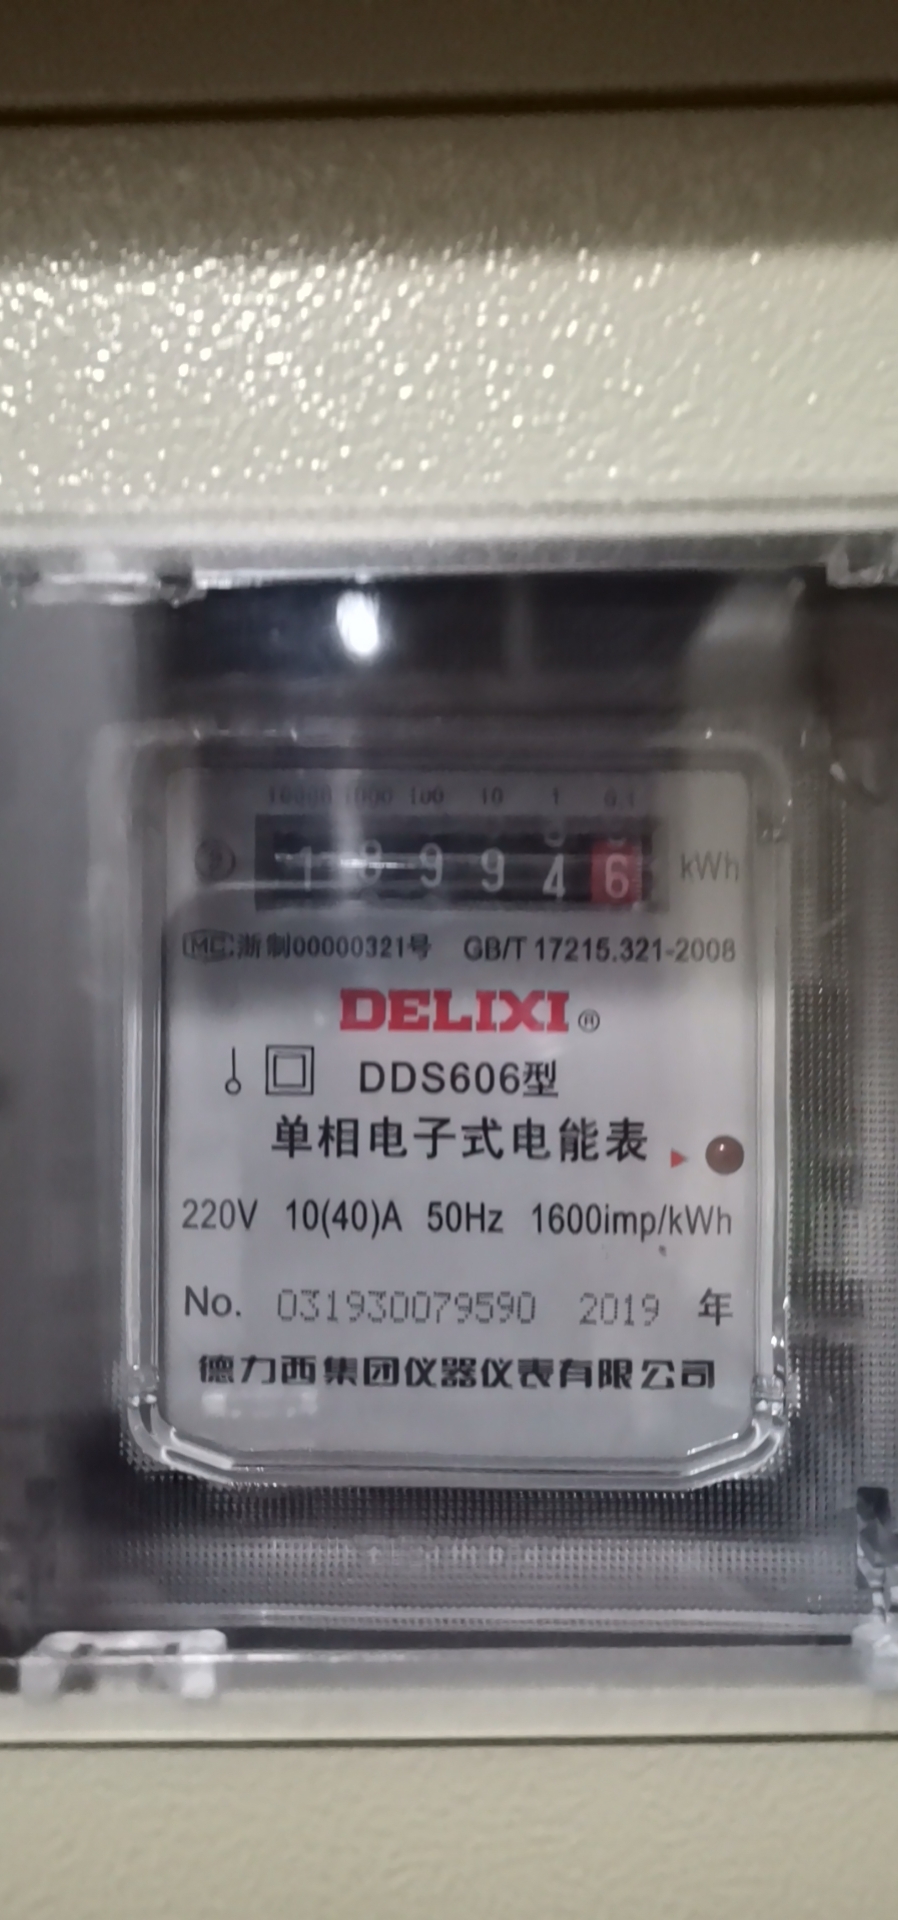 10000 1000 100 10 1 0.1
1 8 9 9 4 6 kWh
MC 浙制00000321号 GB/T 17215.321-2008
DELIXI ®
DDS606型
单相电子式电能表
220V 10(40)A 50Hz 1600imp/kWh
No. 031930079590 2019 年
德力西集团仪器仪表有限公司